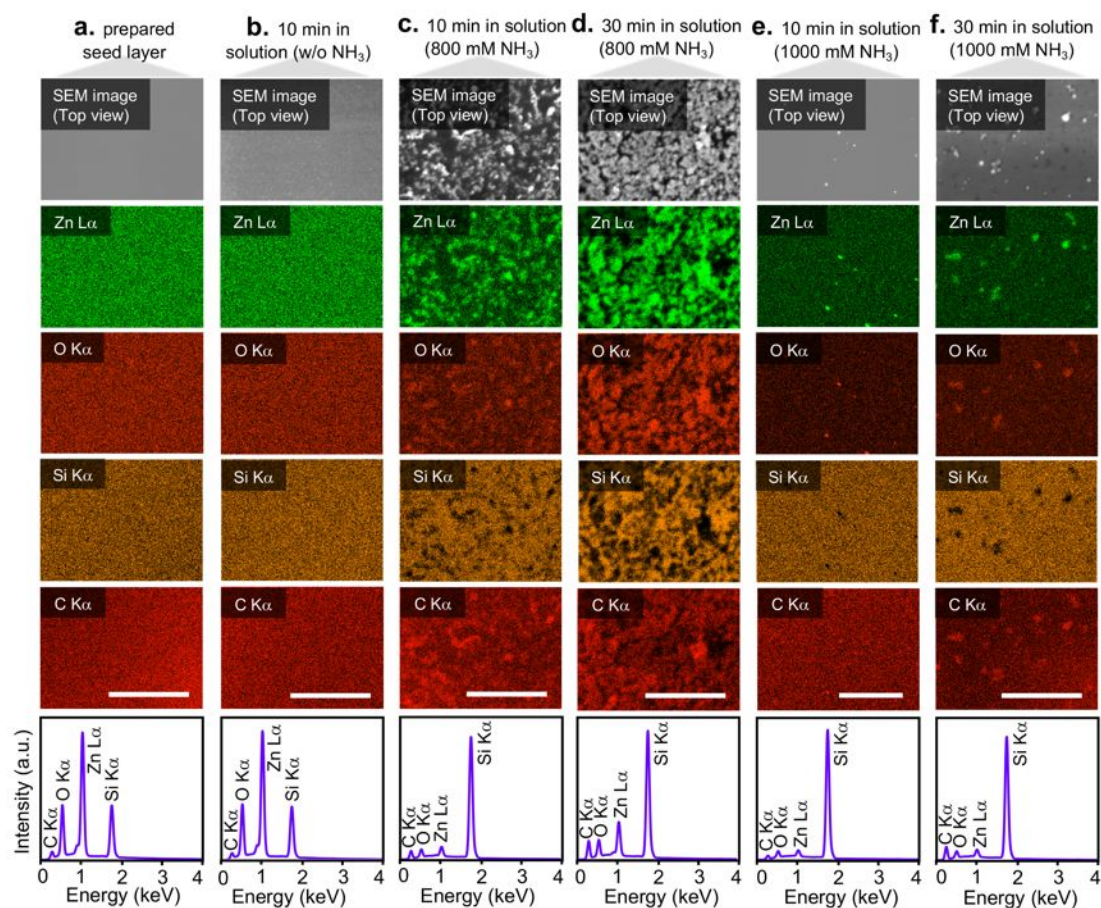 a. prepared
seed layer
b. 10 min in
solution (w/o NH₃)
c. 10 min in solution
(800 mM NH₃)
d. 30 min in solution
(800 mM NH₃)
e. 10 min in solution
(1000 mM NH₃)
f. 30 min in solution
(1000 mM NH₃)
SEM image
(Top view)
SEM image
(Top view)
SEM image
(Top view)
SEM image
(Top view)
SEM image
(Top view)
SEM image
(Top view)
Zn Lα
Zn Lα
Zn Lα
Zn Lα
Zn Lα
Zn Lα
O Kα
O Kα
O Kα
O Kα
O Kα
O Kα
Si Kα
Si Kα
Si Kα
Si Kα
Si Kα
Si Kα
C Kα
C Kα
C Kα
C Kα
C Kα
C Kα
Intensity (a.u.)
C Kα
O Kα
Zn Lα
Si Kα
0 1 2 3 4
Energy (keV)
C Kα
O Kα
Zn Lα
Si Kα
0 1 2 3 4
Energy (keV)
C Kα
O Kα
Zn Lα
Si Kα
0 1 2 3 4
Energy (keV)
C Kα
O Kα
Zn Lα
Si Kα
0 1 2 3 4
Energy (keV)
C Kα
O Kα
Zn Lα
Si Kα
0 1 2 3 4
Energy (keV)
C Kα
O Kα
Zn Lα
Si Kα
0 1 2 3 4
Energy (keV)